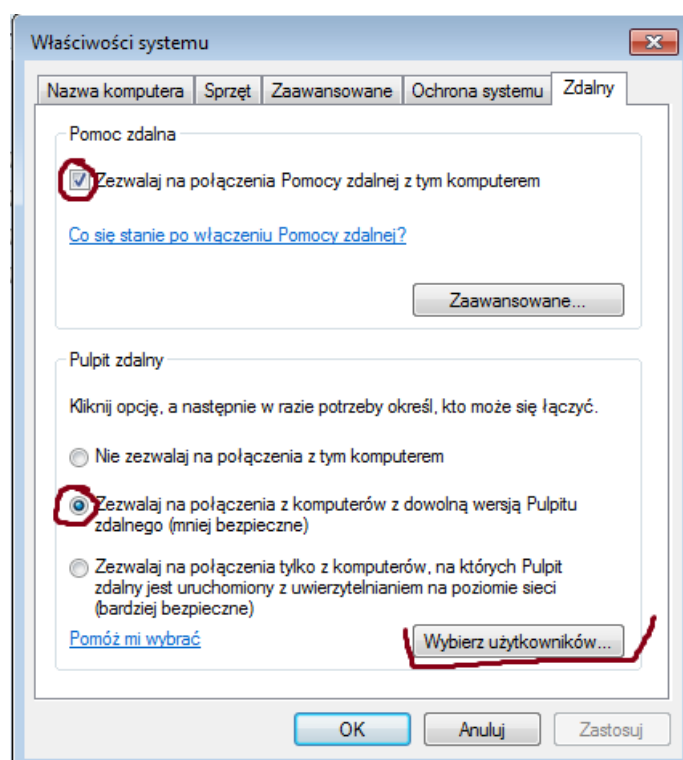 Właściwości systemu
Nazwa komputera Sprzęt Zaawansowane Ochrona systemu Zdalny
Pomoc zdalna
Zezwalaj na połączenia Pomocy zdalnej z tym komputerem
Co się stanie po włączeniu Pomocy zdalnej?
Zaawansowane...
Pulpit zdalny
Kliknij opcję, a następnie w razie potrzeby określ, kto może się łączyć.
Nie zezwalaj na połączenia z tym komputerem
Zezwalaj na połączenia z komputerów z dowolną wersją Pulpitu
zdalnego (mniej bezpieczne)
Zezwalaj na połączenia tylko z komputerów, na których Pulpit
zdalny jest uruchomiony z uwierzytelnianiem na poziomie sieci
(bardziej bezpieczne)
Pomóż mi wybrać
Wybierz użytkowników...
OK Anuluj Zastosuj